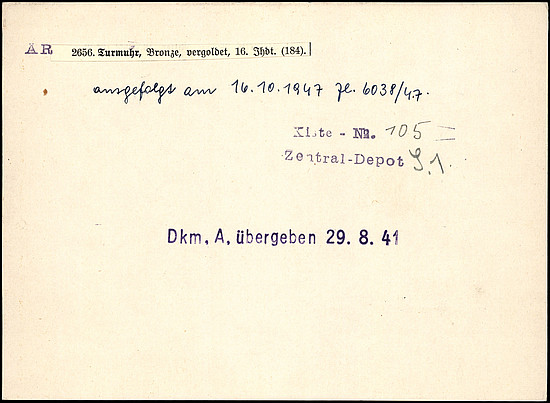 AR 2656. Turmuhr, Bronze, vergoldet, 16. Jhdt. (184).
ausgefolgt am 16.10.1947 Zl. 6038/47.
Kiste - Nr. 105
Zentral-Depot S.1.
Dkm. A. übergeben 29. 8. 41